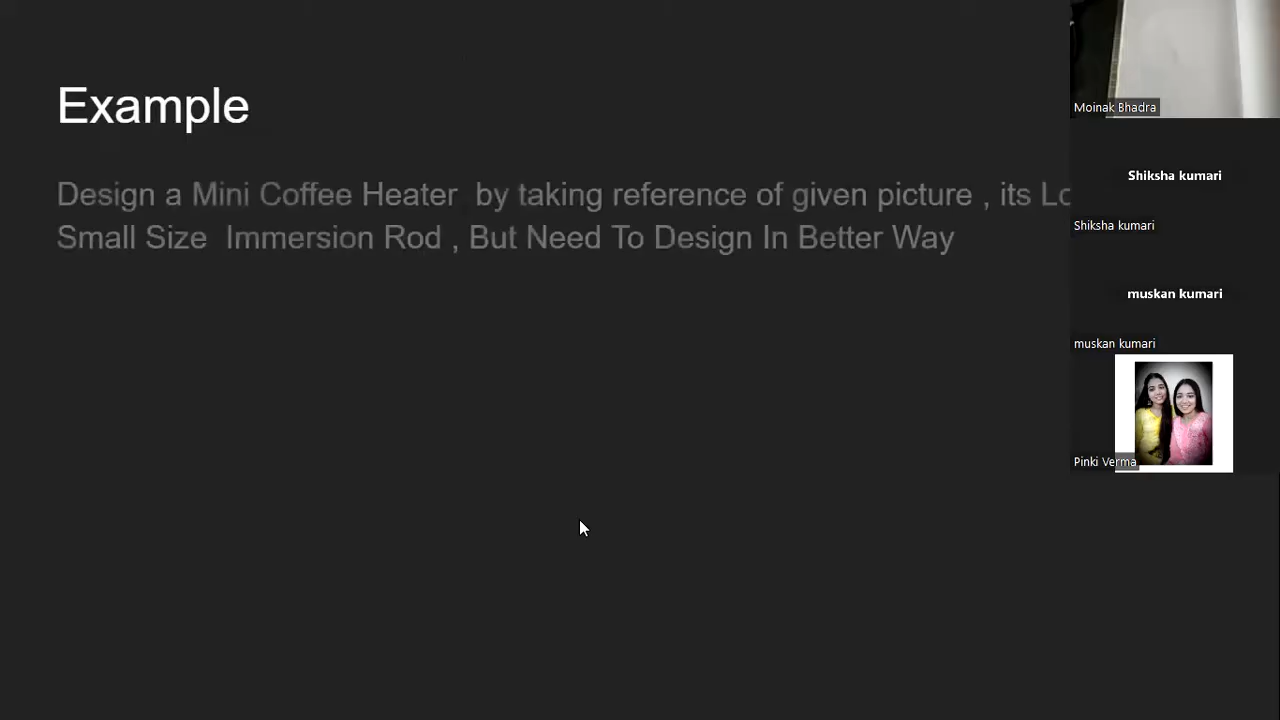 Example
Design a Mini Coffee Heater by taking reference of given picture , its
Small Size Immersion Rod , But Need To Design In Better Way
Moinak Bhadra
Shiksha kumari
Shiksha kumari
muskan kumari
muskan kumari
Pinki Verma